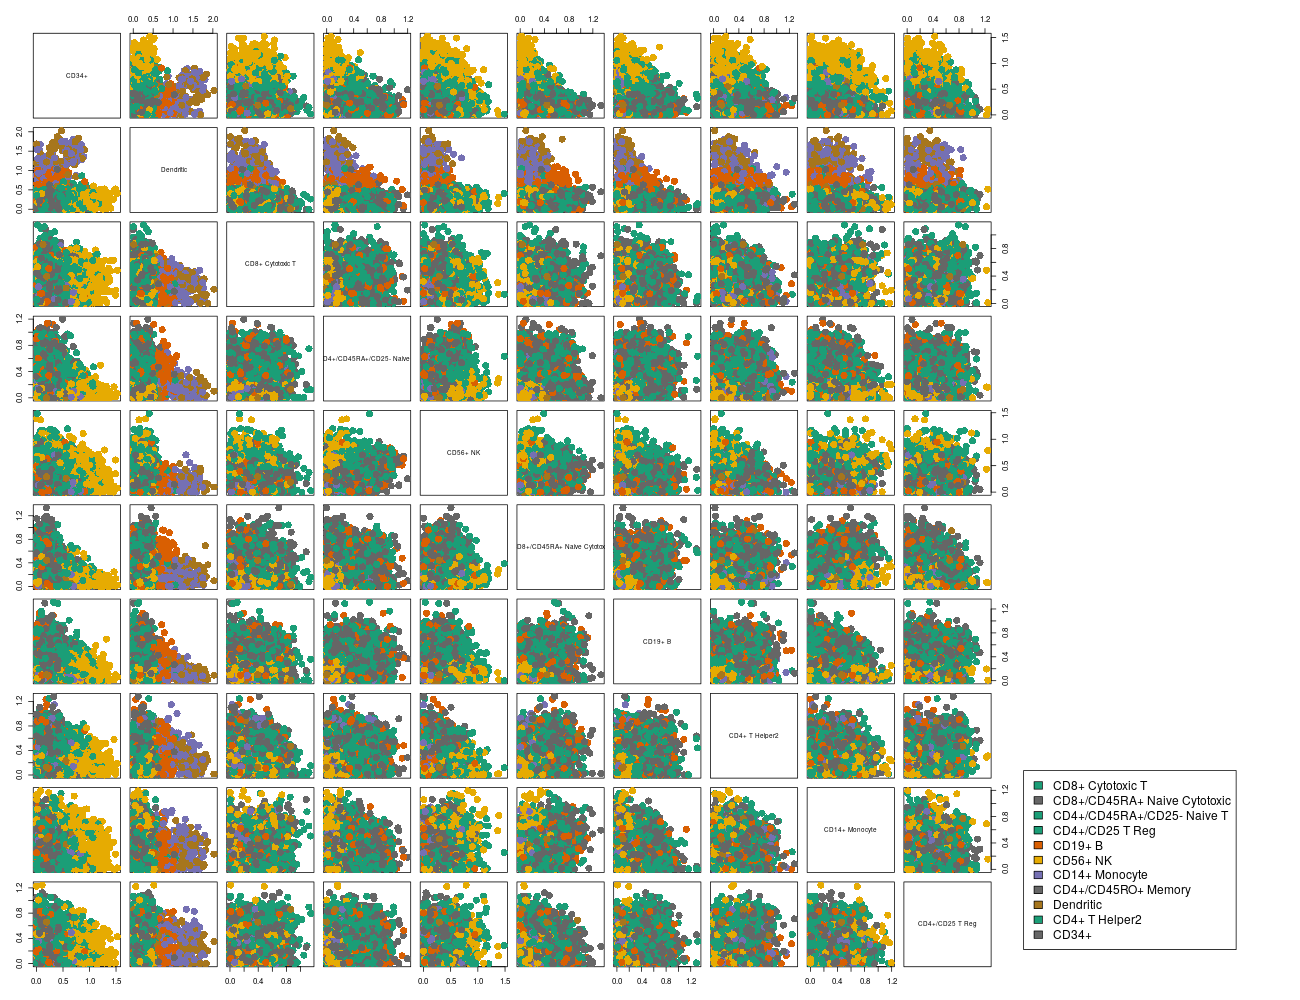 0.0 0.5 1.0 1.5 2.0 0.0 0.4 0.8 1.2 0.0 0.4 0.8 1.2 0.0 0.4 0.8 1.2 0.0 0.4 0.8 1.2
CD34+
0.0 0.5 1.0 1.5
Dendritic
0.0 0.5 1.0 1.5 2.0
CD8+ Cytotoxic T
0.0 0.4 0.8
D4+/CD45RA+/CD25- Naive
0.0 0.4 0.8 1.2
CD56+ NK
0.0 0.5 1.0 1.5
D8+/CD45RA+ Naive Cytotox
0.0 0.4 0.8 1.2
CD19+ B
0.0 0.4 0.8 1.2
CD4+ T Helper2
0.0 0.4 0.8 1.2
CD14+ Monocyte
0.0 0.4 0.8 1.2
CD4+/CD25 T Reg
0.0 0.4 0.8 1.2
0.0 0.5 1.0 1.5 0.0 0.4 0.8 0.0 0.5 1.0 1.5 0.0 0.4 0.8 1.2 0.0 0.4 0.8 1.2
CD8+ Cytotoxic T
CD8+/CD45RA+ Naive Cytotoxic
CD4+/CD45RA+/CD25- Naive T
CD4+/CD25 T Reg
CD19+ B
CD56+ NK
CD14+ Monocyte
CD4+/CD45RO+ Memory
Dendritic
CD4+ T Helper2
CD34+